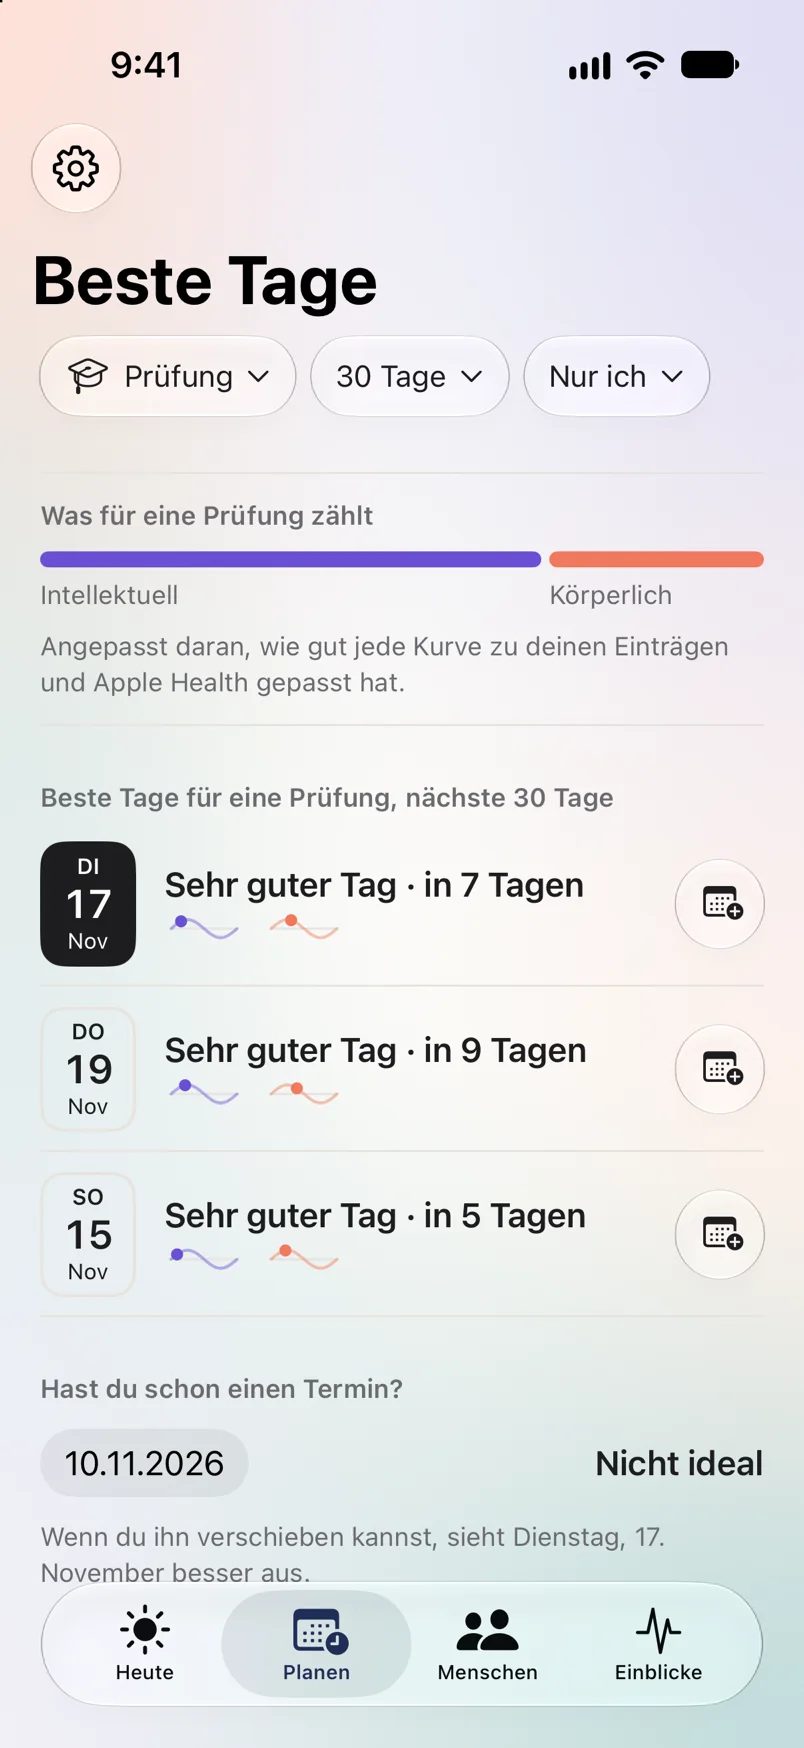 9:41
Beste Tage
Prüfung
30 Tage
Nur ich
Was für eine Prüfung zählt
Intellektuell
Körperlich
Angepasst daran, wie gut jede Kurve zu deinen Einträgen
und Apple Health gepasst hat.
Beste Tage für eine Prüfung, nächste 30 Tage
DI
17
Nov
Sehr guter Tag · in 7 Tagen
DO
19
Nov
Sehr guter Tag · in 9 Tagen
SO
15
Nov
Sehr guter Tag · in 5 Tagen
Hast du schon einen Termin?
10.11.2026
Nicht ideal
Wenn du ihn verschieben kannst, sieht Dienstag, 17.
November besser aus.
Heute
Planen
Menschen
Einblicke